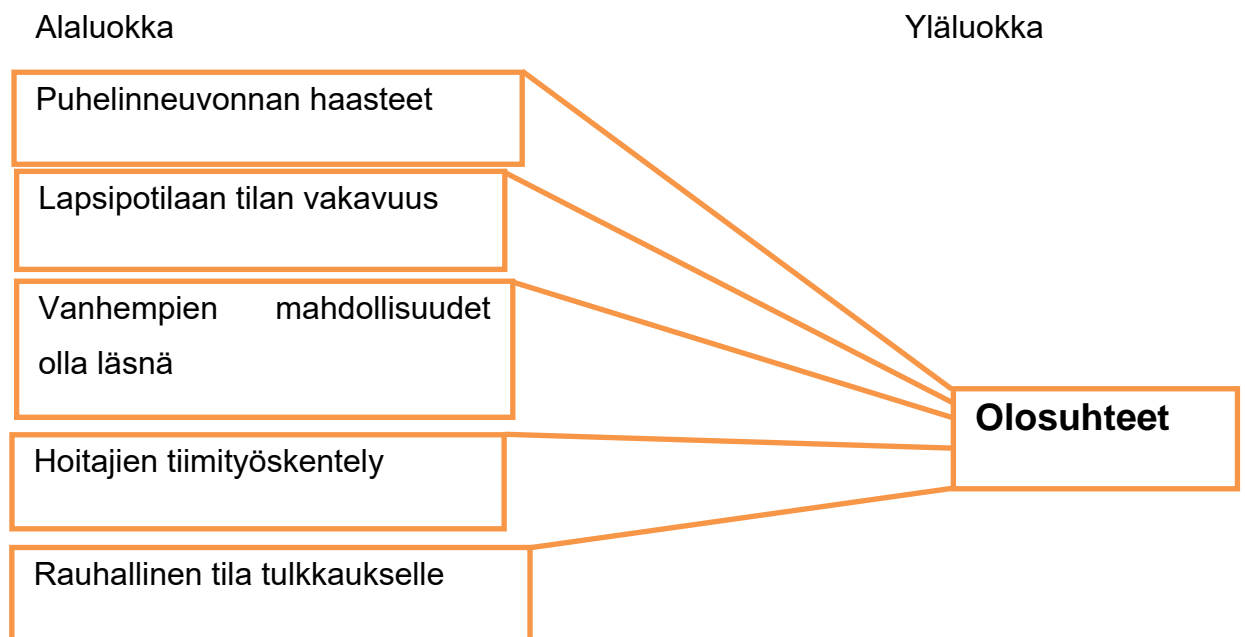 Alaluokka
Yläluokka
Puhelinneuvonnan haasteet
Lapsipotilaan tilan vakavuus
Vanhempien mahdollisuudet
olla läsnä
Hoitajien tiimityöskentely
Rauhallinen tila tulkkaukselle
Olosuhteet